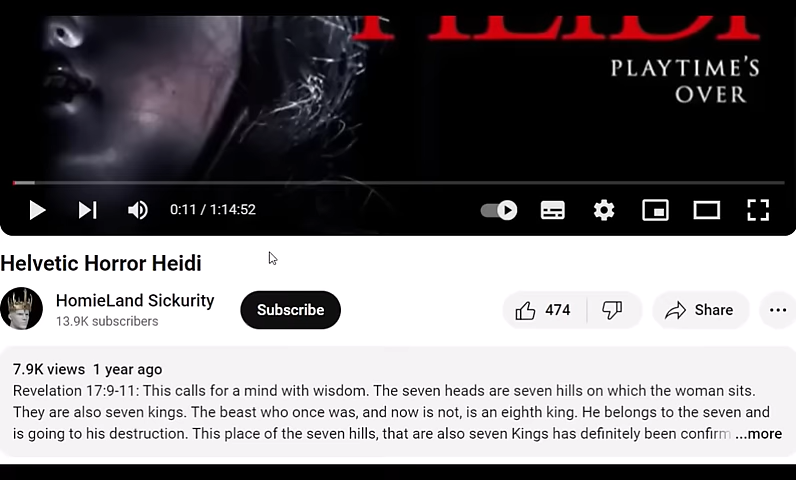 PLAYTIME'S
OVER
0:11 / 1:14:52
Helvetic Horror Heidi
HomieLand Sickurity
13.9K subscribers
Subscribe
474
Share
7.9K views 1 year ago
Revelation 17:9-11: This calls for a mind with wisdom. The seven heads are seven hills on which the woman sits.
They are also seven kings. The beast who once was, and now is not, is an eighth king. He belongs to the seven and
is going to his destruction. This place of the seven hills, that are also seven Kings has definitely been confirm ...more